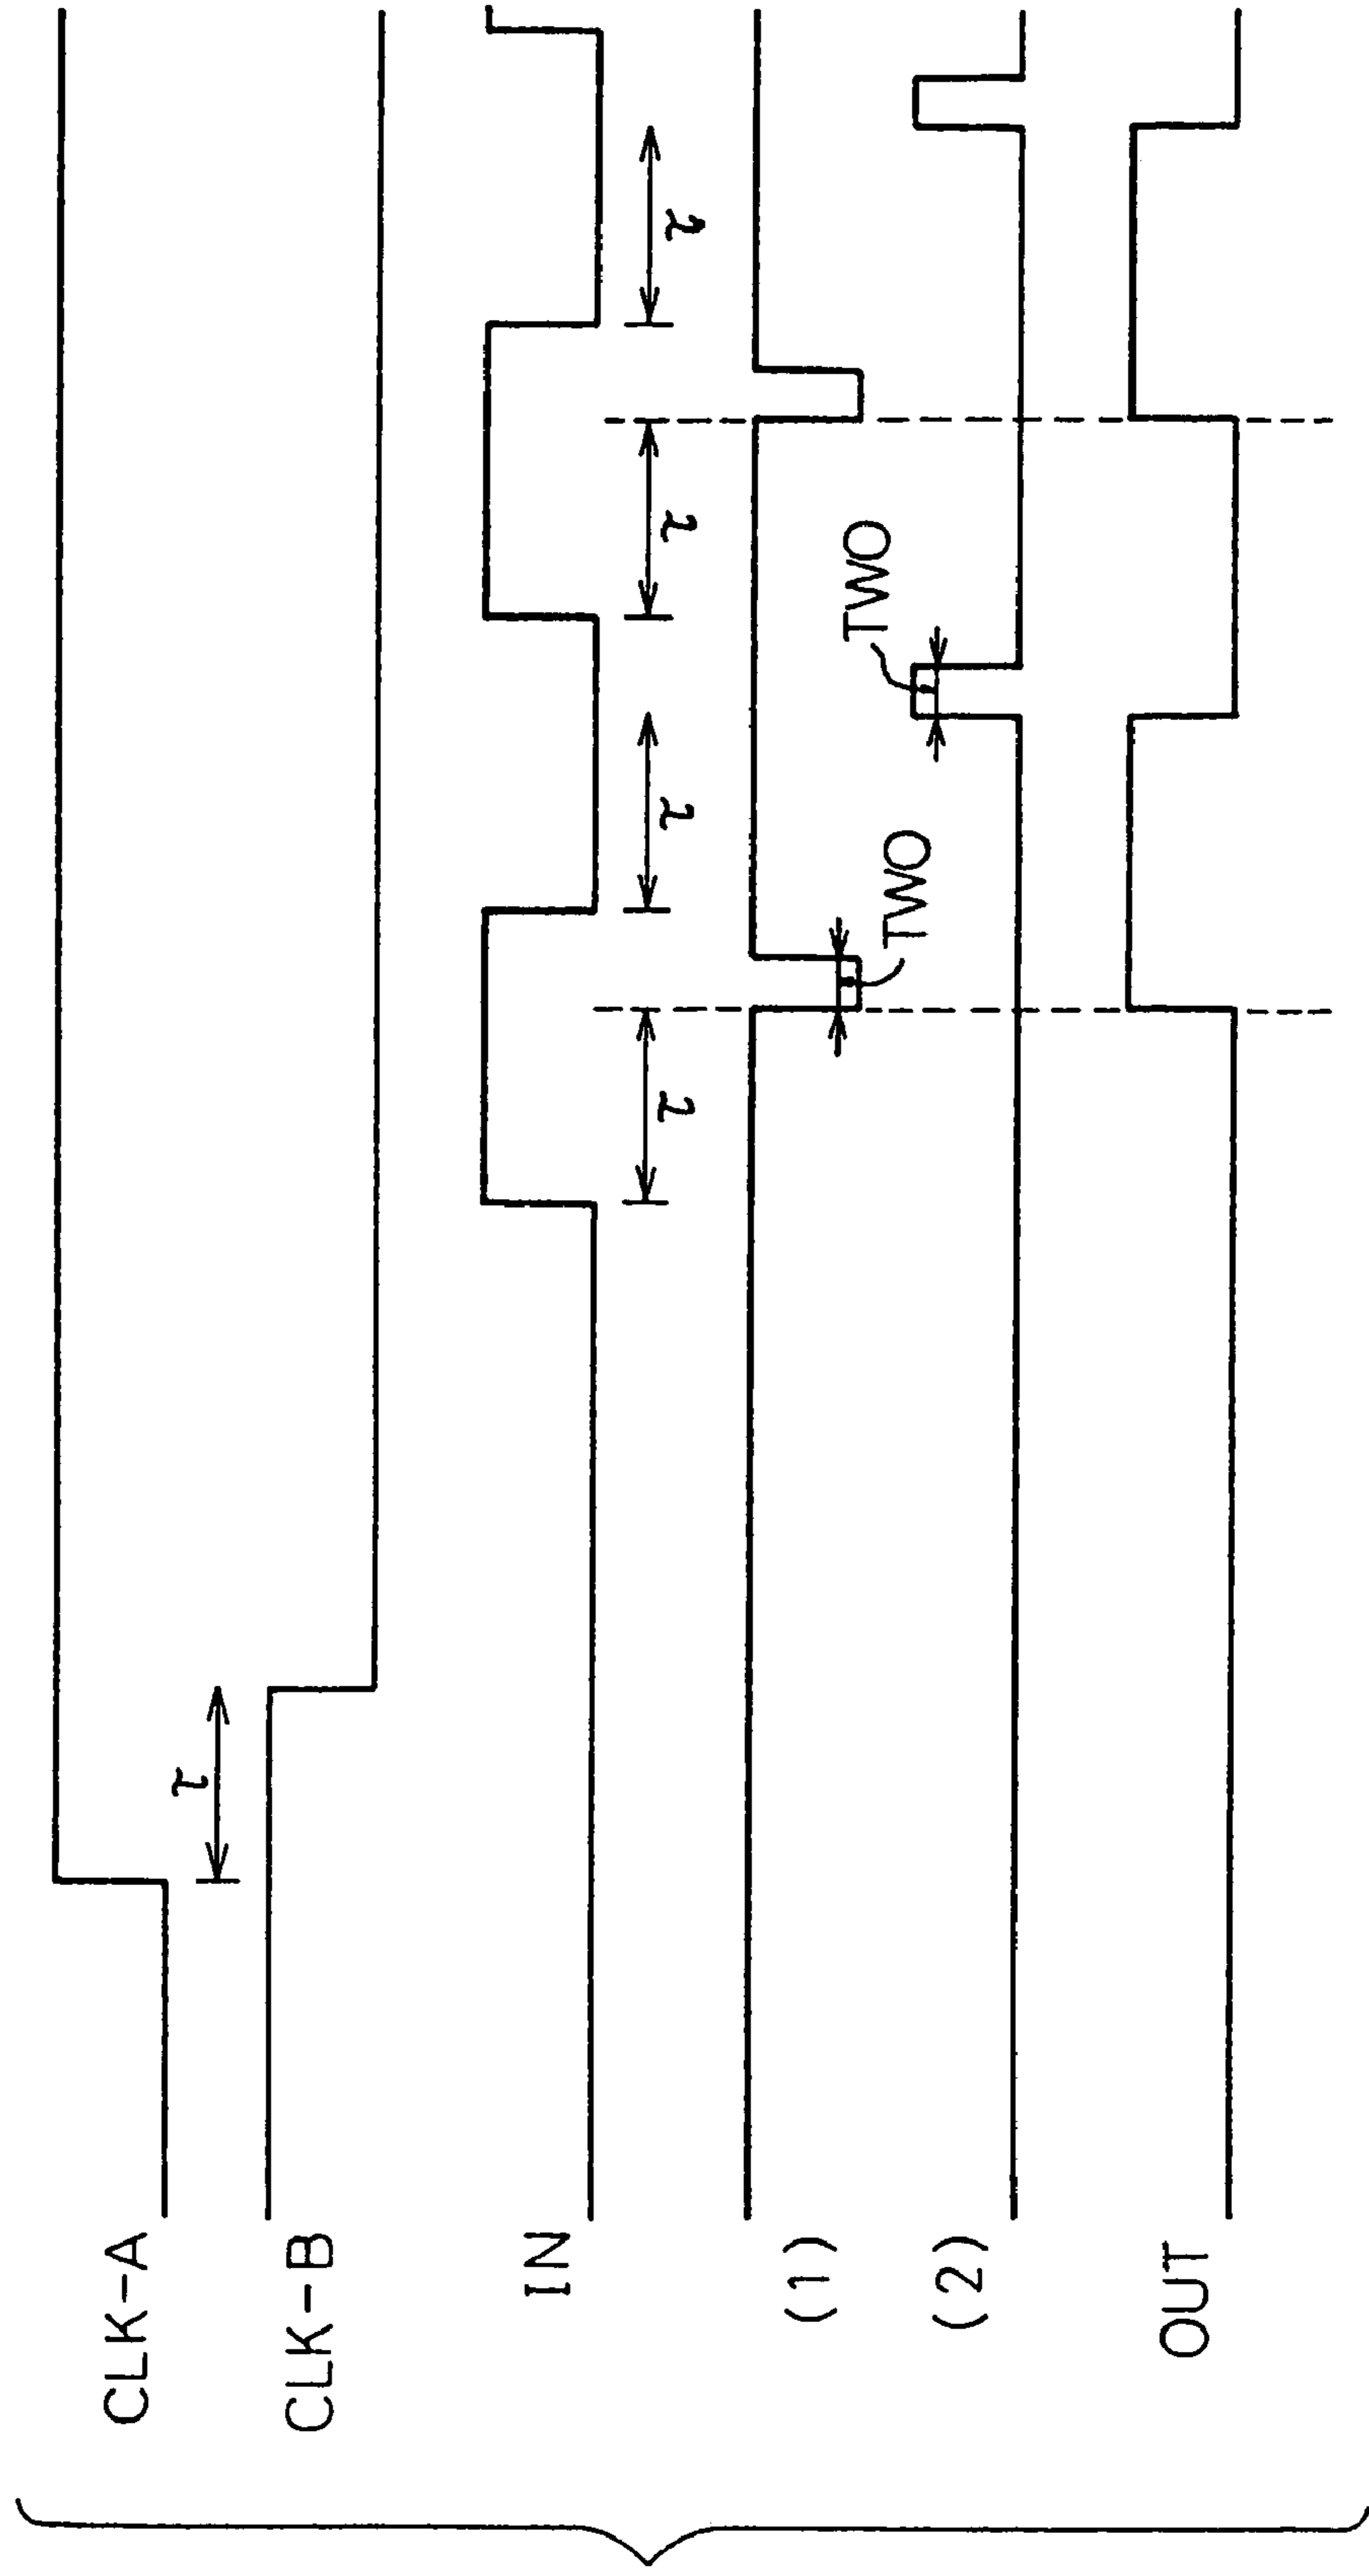 CLK-A
τ
CLK-B
IN
τ
τ
τ
τ
(1)
TWO
(2)
TWO
OUT